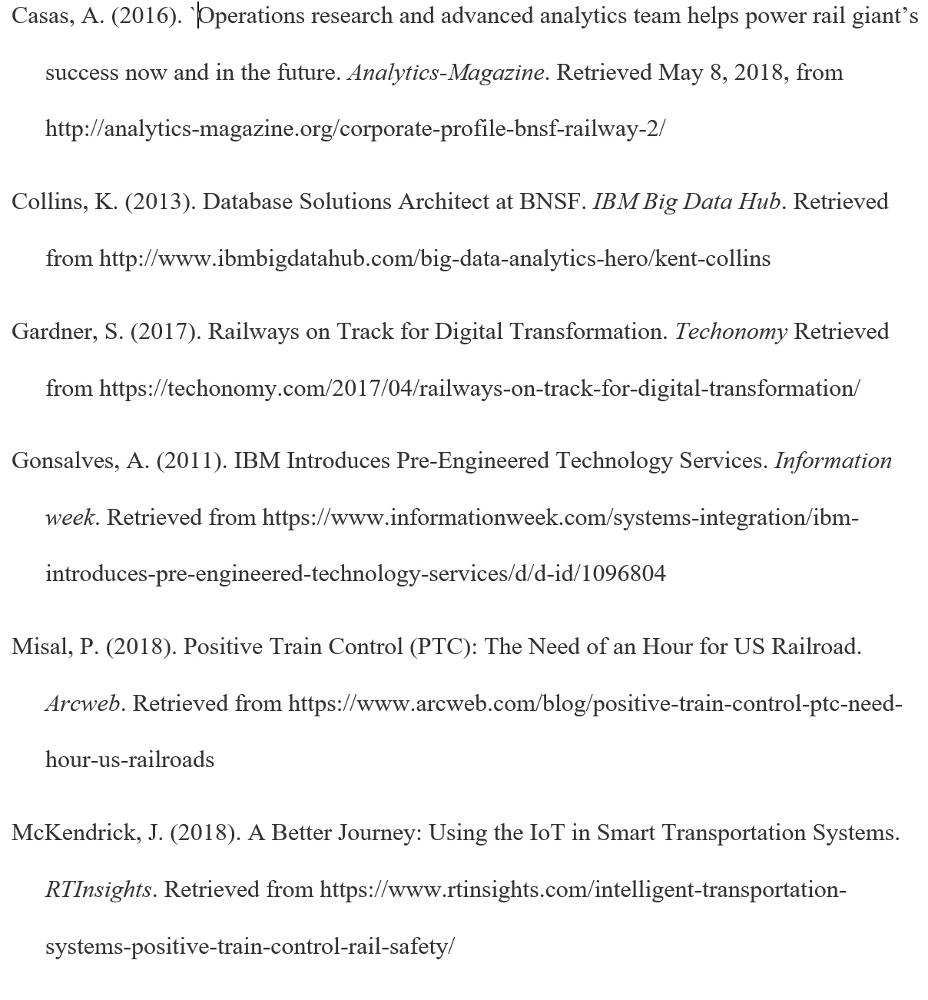 Casas, A. (2016). `Operations research and advanced analytics team helps power rail giant’s
success now and in the future. Analytics-Magazine. Retrieved May 8, 2018, from
http://analytics-magazine.org/corporate-profile-bnsf-railway-2/
Collins, K. (2013). Database Solutions Architect at BNSF. IBM Big Data Hub. Retrieved
from http://www.ibmbigdatahub.com/big-data-analytics-hero/kent-collins
Gardner, S. (2017). Railways on Track for Digital Transformation. Techonomy Retrieved
from https://techonomy.com/2017/04/railways-on-track-for-digital-transformation/
Gonsalves, A. (2011). IBM Introduces Pre-Engineered Technology Services. Information
week. Retrieved from https://www.informationweek.com/systems-integration/ibm-
introduces-pre-engineered-technology-services/d/d-id/1096804
Misal, P. (2018). Positive Train Control (PTC): The Need of an Hour for US Railroad.
Arcweb. Retrieved from https://www.arcweb.com/blog/positive-train-control-ptc-need-
hour-us-railroads
McKendrick, J. (2018). A Better Journey: Using the IoT in Smart Transportation Systems.
RTInsights. Retrieved from https://www.rtinsights.com/intelligent-transportation-
systems-positive-train-control-rail-safety/